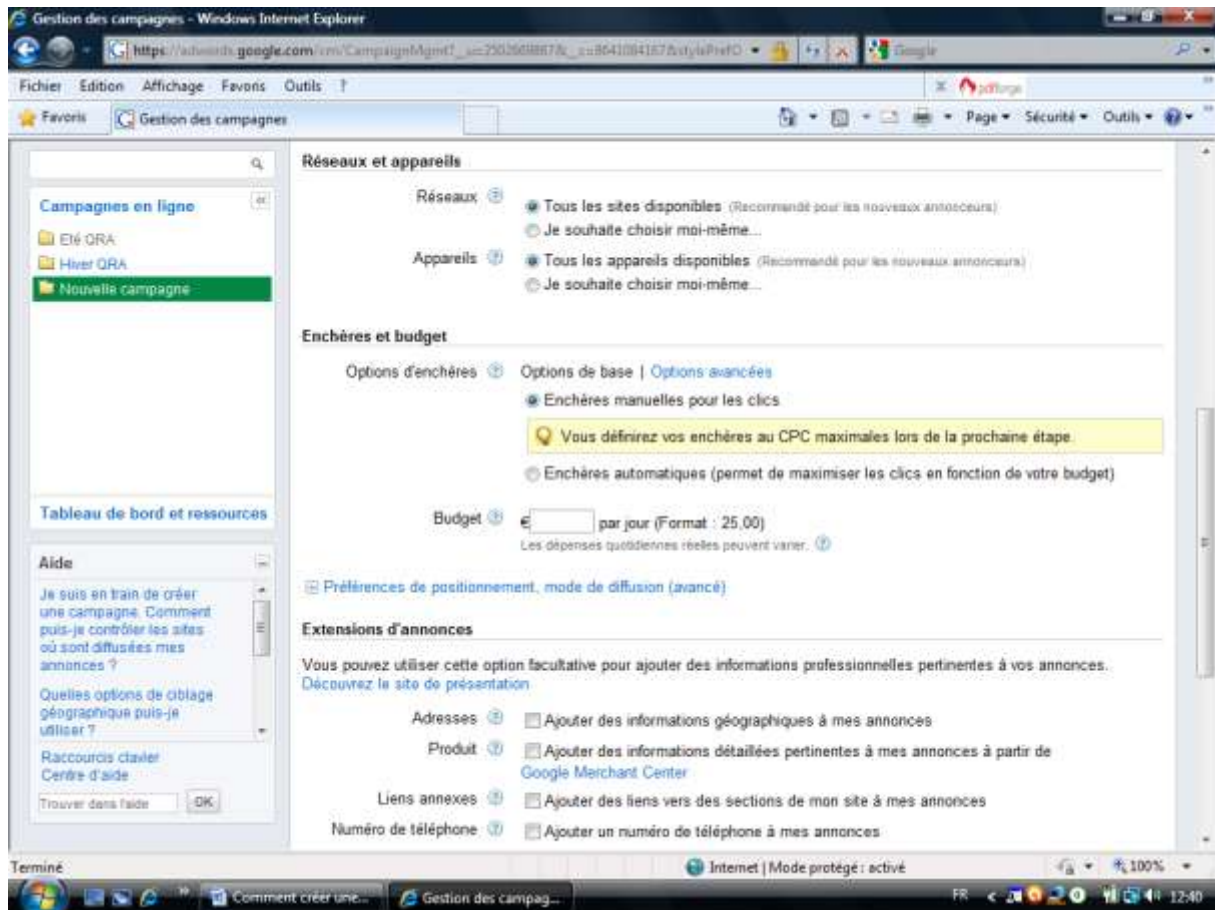 Gestion des campagnes - Windows Internet Explorer
google.com
Google
Fichier Edition Affichage Favoris Outils ?
pdfforge
Favoris Gestion des campagnes
Page Sécurité Outils
Campagnes en ligne
Eté QRA
Hiver QRA
Nouvelle campagne
Tableau de bord et ressources
Aide
Je suis en train de créer
une campagne. Comment
puis-je contrôler les sites
où sont diffusées mes
annonces ?
Quelles options de ciblage
géographique puis-je
utiliser ?
Raccourcis clavier
Centre d'aide
Trouver dans l'aide OK
Réseaux et appareils
Réseaux Tous les sites disponibles (Recommandé pour les nouveaux annonceurs)
Je souhaite choisir moi-même...
Appareils Tous les appareils disponibles (Recommandé pour les nouveaux annonceurs)
Je souhaite choisir moi-même...
Enchères et budget
Options d'enchères Options de base | Options avancées
Enchères manuelles pour les clics
Vous définirez vos enchères au CPC maximales lors de la prochaine étape.
Enchères automatiques (permet de maximiser les clics en fonction de votre budget)
Budget € par jour (Format : 25,00)
Les dépenses quotidiennes réelles peuvent varier.
Préférences de positionnement, mode de diffusion (avancé)
Extensions d'annonces
Vous pouvez utiliser cette option facultative pour ajouter des informations professionnelles pertinentes à vos annonces.
Découvrez le site de présentation
Adresses Ajouter des informations géographiques à mes annonces
Produit Ajouter des informations détaillées pertinentes à mes annonces à partir de
Google Merchant Center
Liens annexes Ajouter des liens vers des sections de mon site à mes annonces
Numéro de téléphone Ajouter un numéro de téléphone à mes annonces
Terminé Internet | Mode protégé : activé 100%
Comment créer une... Gestion des campag... FR 12:40